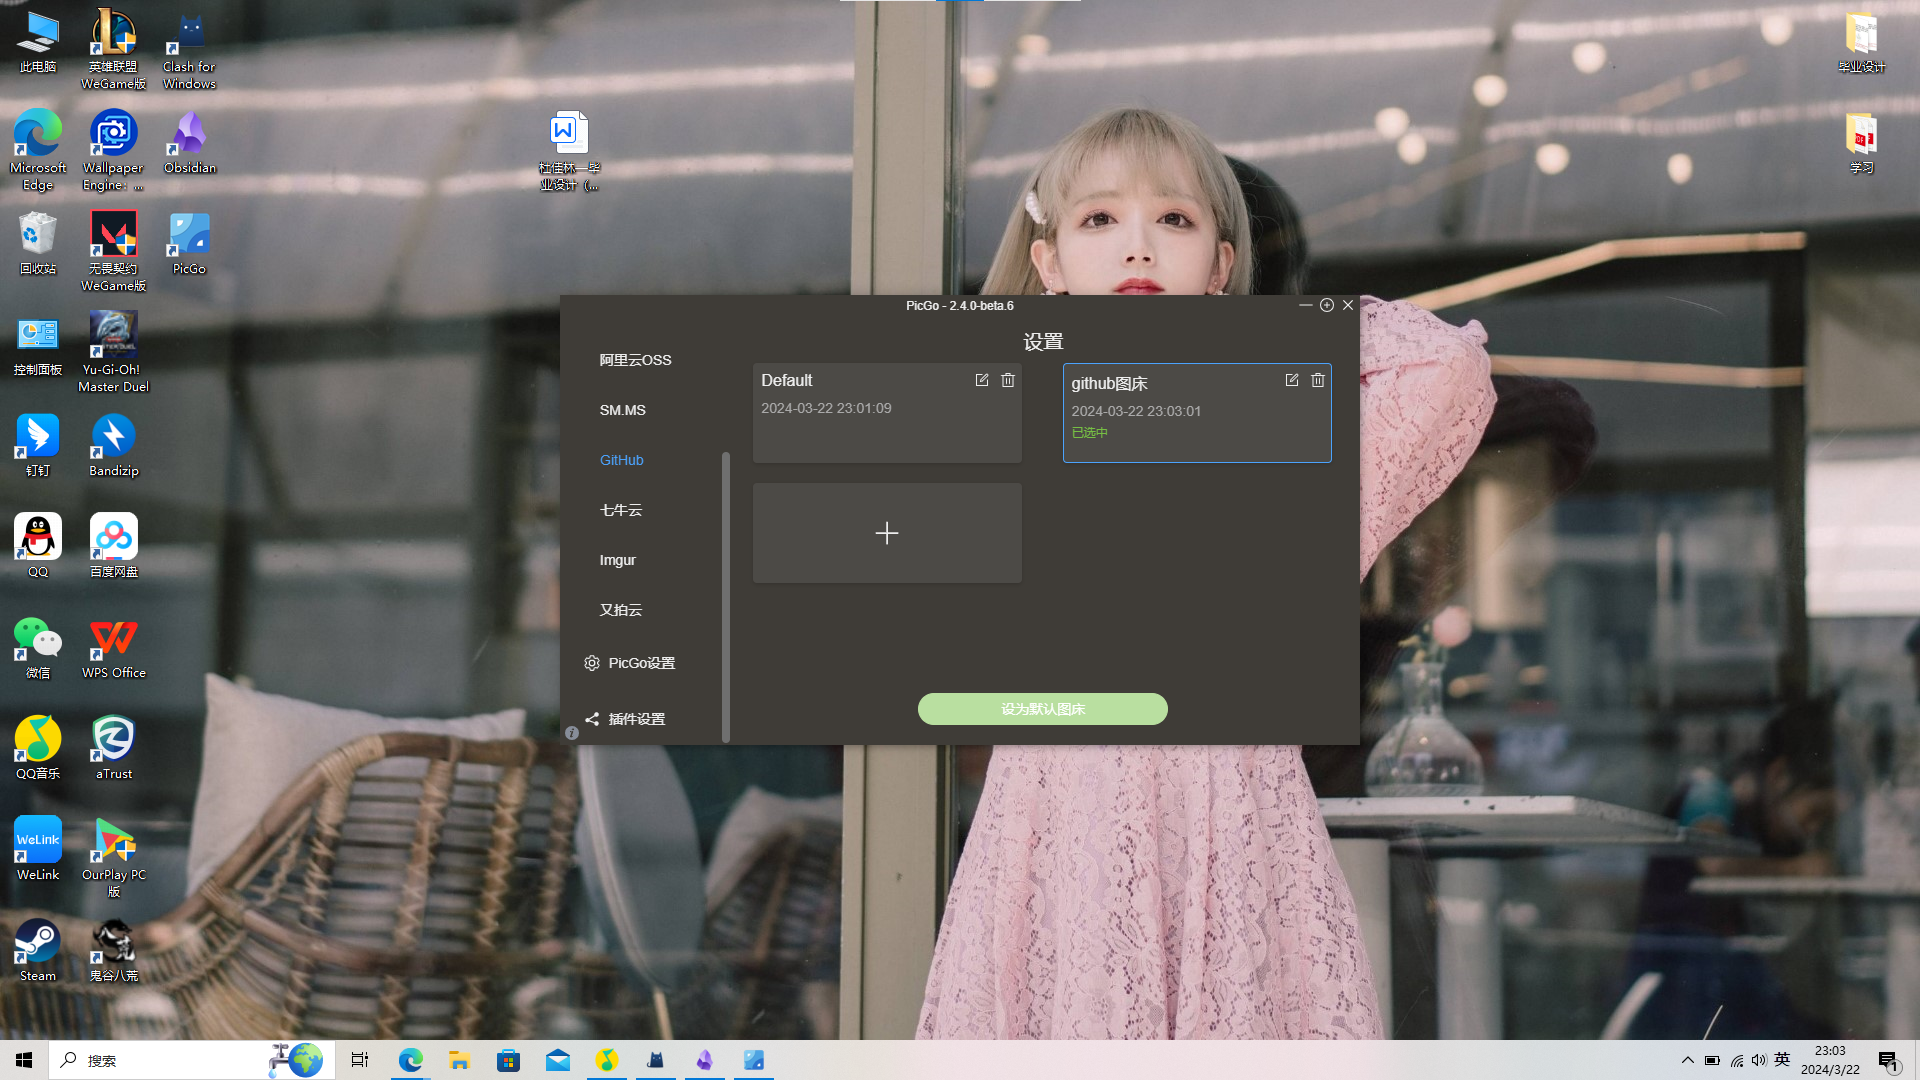 此电脑
英雄联盟
WeGame版
Clash for
Windows
Microsoft
Edge
Wallpaper
Engine: ...
Obsidian
回收站
无畏契约
WeGame版
PicGo
控制面板
Yu-Gi-Oh!
Master Duel
钉钉
Bandizip
QQ
百度网盘
微信
WPS Office
QQ音乐
aTrust
WeLink
WeLink
OurPlay PC
版
Steam
鬼谷八荒
W
杜佳林—毕
业设计（...
毕业设计
PDF
学习
PicGo - 2.4.0-beta.6
设置
阿里云OSS
SM.MS
GitHub
七牛云
Imgur
又拍云
PicGo设置
插件设置
Default
2024-03-22 23:01:09
github图床
2024-03-22 23:03:01
已选中
设为默认图床
搜索
英
23:03
2024/3/22
1